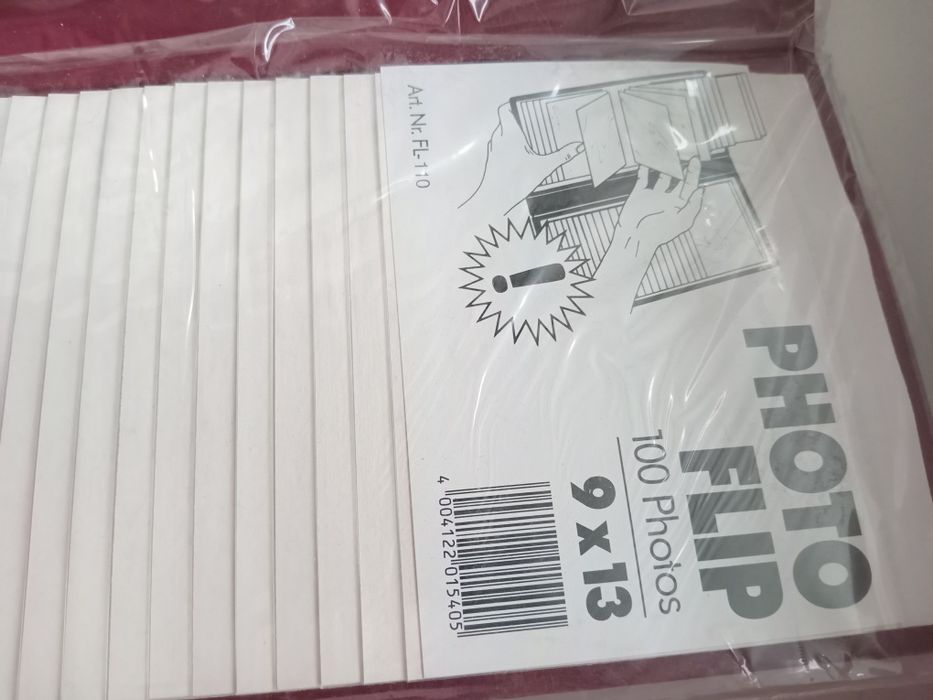 PHOTO
FLIP
100 Photos
9 x 13
4 004122 015405
Art. Nr. FL-110
!